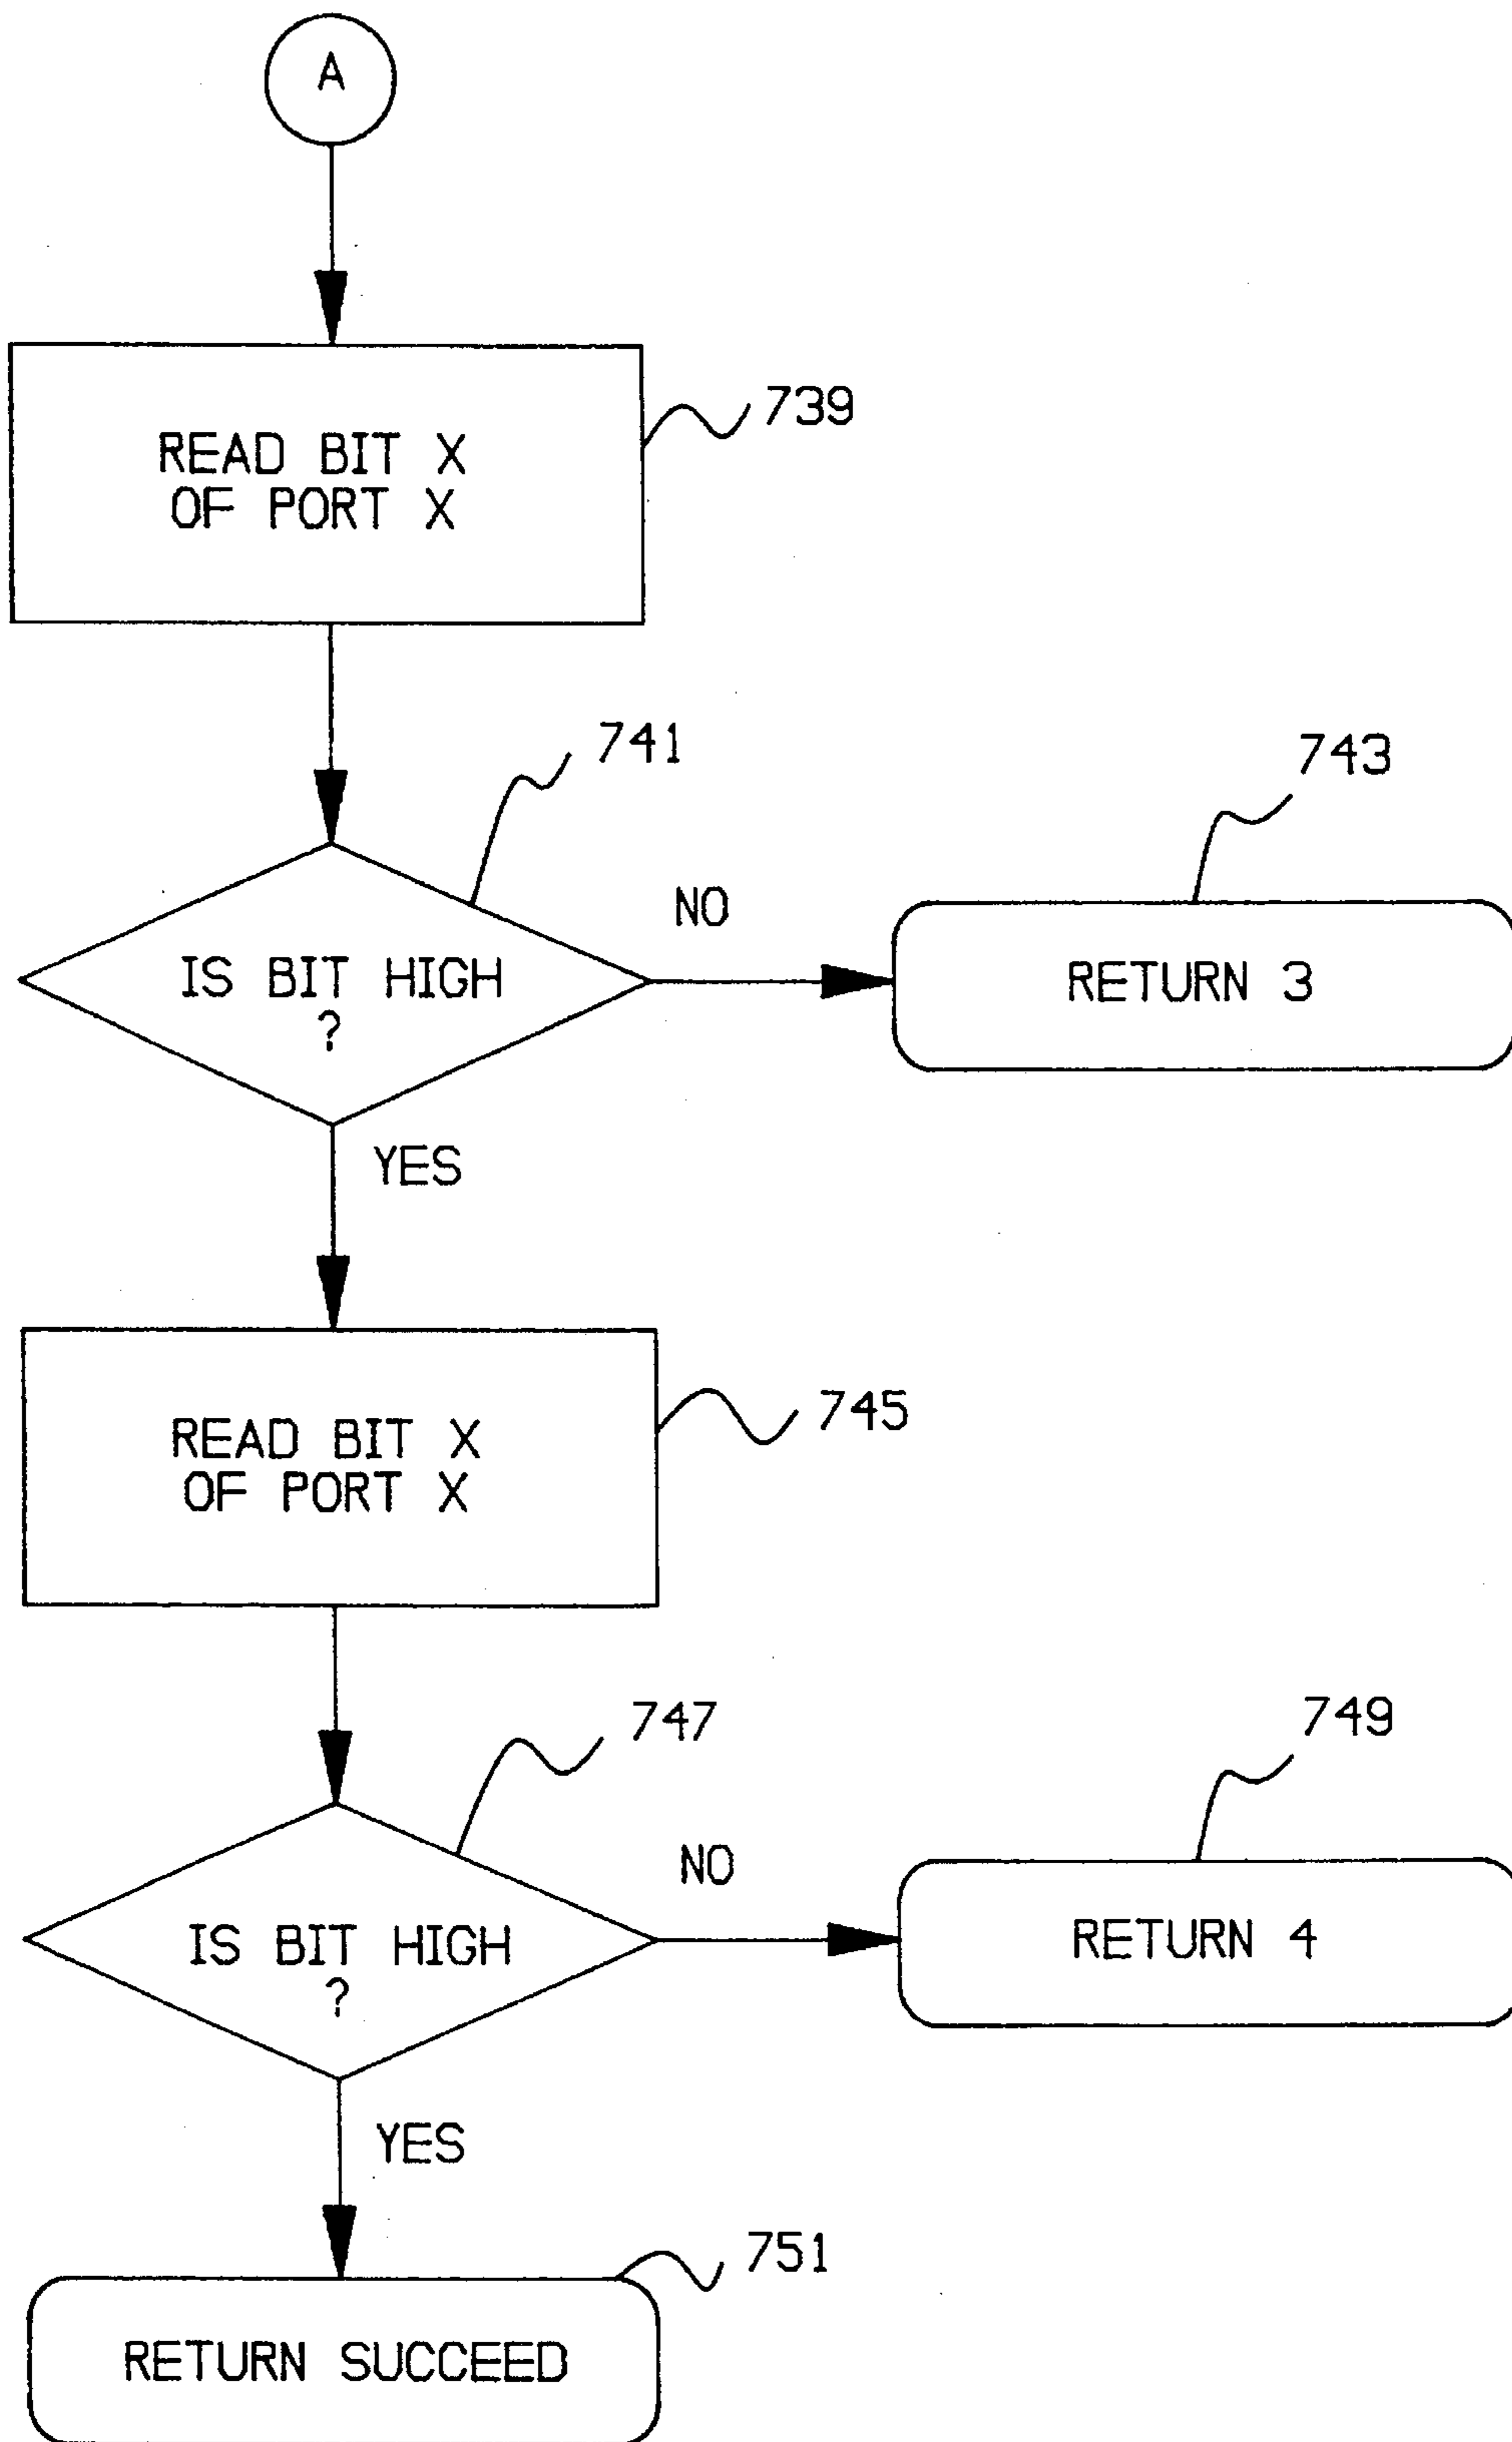 A
739
READ BIT X
OF PORT X
741
743
NO
IS BIT HIGH
?
RETURN 3
YES
745
READ BIT X
OF PORT X
747
749
NO
IS BIT HIGH
?
RETURN 4
YES
751
RETURN SUCCEED